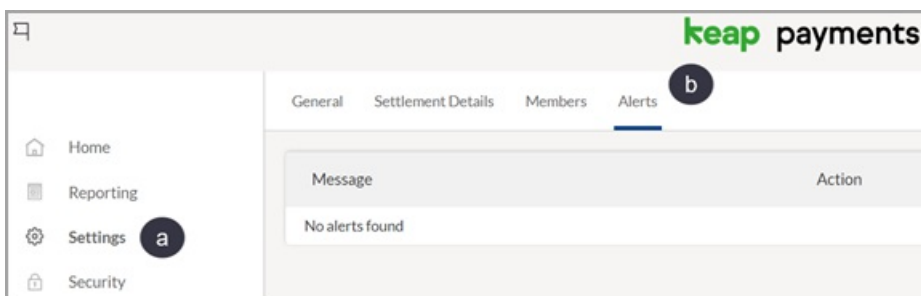 keap payments
General Settlement Details Members Alerts b
Home
Reporting
Settings a
Security
Message Action
No alerts found